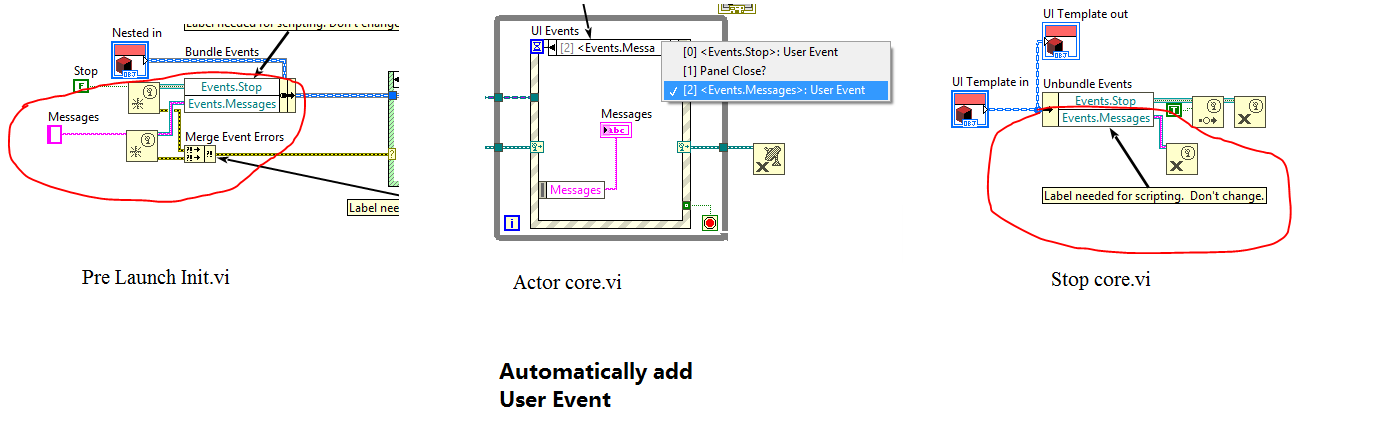 Label needed for scripting. Don't change
Nested in
Bundle Events
Stop
F
OBJ
Events.Stop
Events.Messages
Messages
Merge Event Errors
?!
?!
?!
?
Label nee
Pre Launch Init.vi
UI Events
[2] <Events.Messa
[0] <Events.Stop>: User Event
[1] Panel Close?
[2] <Events.Messages>: User Event
Messages
abc
Messages
i
Actor core.vi
UI Template out
OBJ
UI Template in
OBJ
Unbundle Events
Events.Stop
Events.Messages
T
Label needed for scripting.  Don't change.
Stop core.vi
Automatically add
User Event